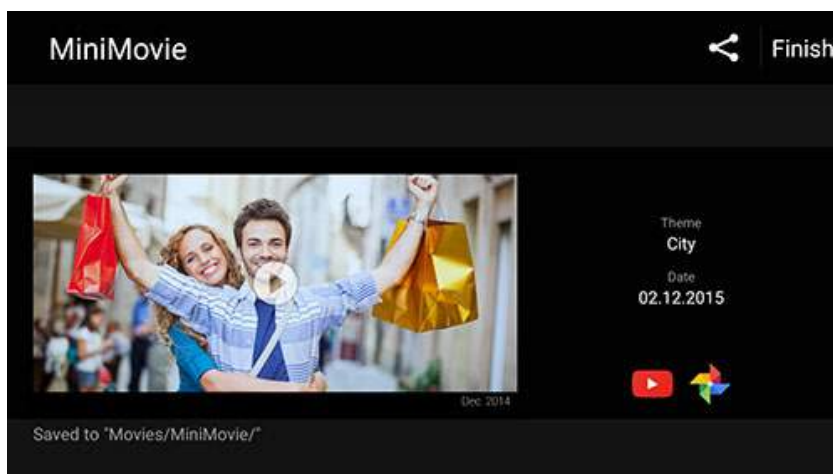 MiniMovie
Finish
Theme
City
Date
02.12.2015
Dec. 2014
Saved to "Movies/MiniMovie/"